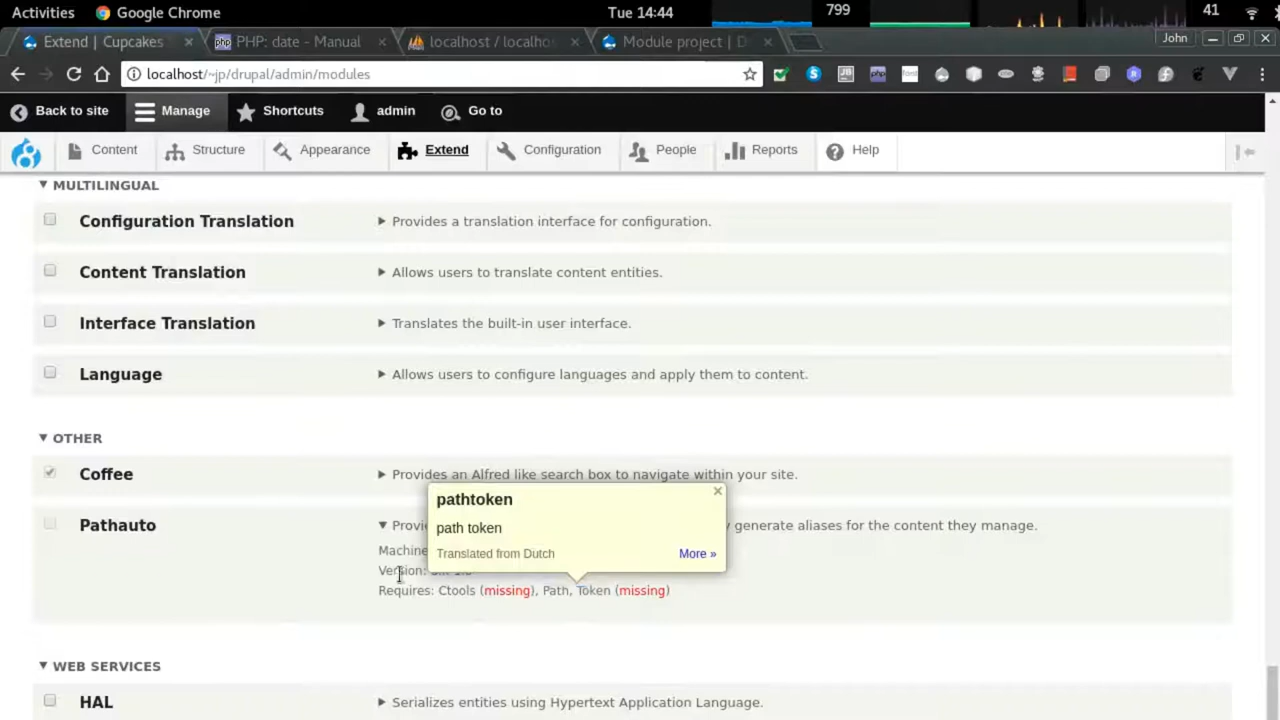 Activities Google Chrome Tue 14:44 799 41
Extend | Cupcakes PHP: date - Manual localhost / localho Module project | D John
localhost/~jp/drupal/admin/modules
Back to site Manage Shortcuts admin Go to
Content Structure Appearance Extend Configuration People Reports Help
MULTILINGUAL
Configuration Translation Provides a translation interface for configuration.
Content Translation Allows users to translate content entities.
Interface Translation Translates the built-in user interface.
Language Allows users to configure languages and apply them to content.
OTHER
Coffee Provides an Alfred like search box to navigate within your site.
pathtoken
Pathauto Provi generate aliases for the content they manage.
path token
Machine
Translated from Dutch More »
Version:
Requires: Ctools (missing), Path, Token (missing)
WEB SERVICES
HAL Serializes entities using Hypertext Application Language.